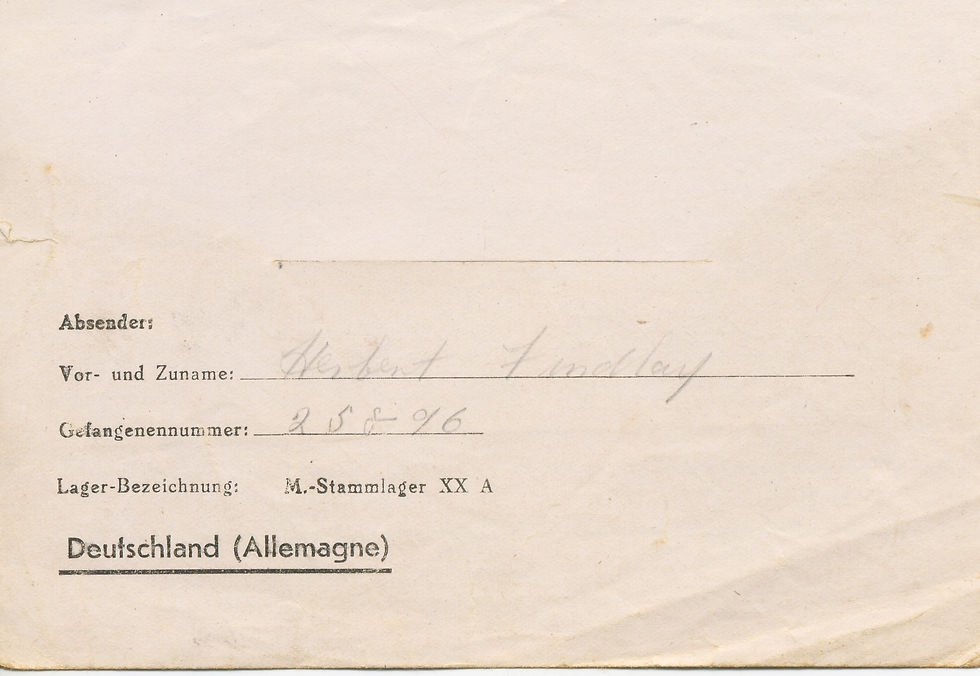 Absender:
Vor- und Zuname: Herbert Findlay
Gefangenennummer: 25896
Lager-Bezeichnung: M.-Stammlager XX A
Deutschland (Allemagne)